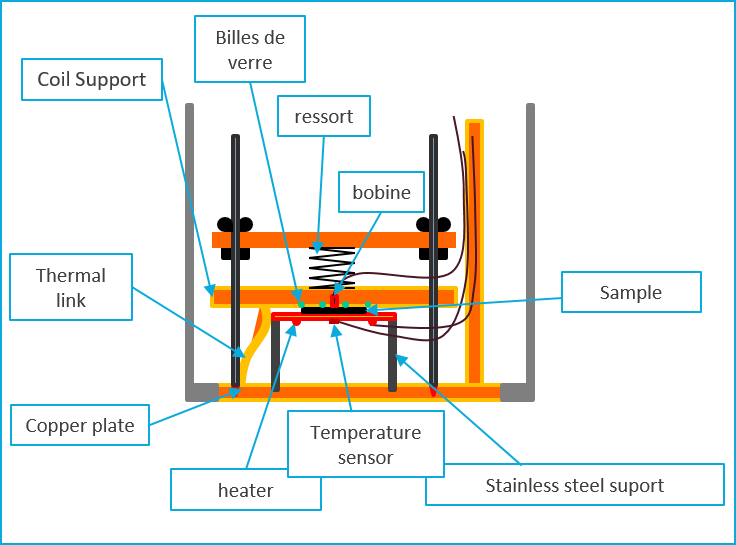 Billes de
verre
Coil Support
ressort
bobine
Thermal
link
Sample
Copper plate
Temperature
sensor
heater
Stainless steel suport